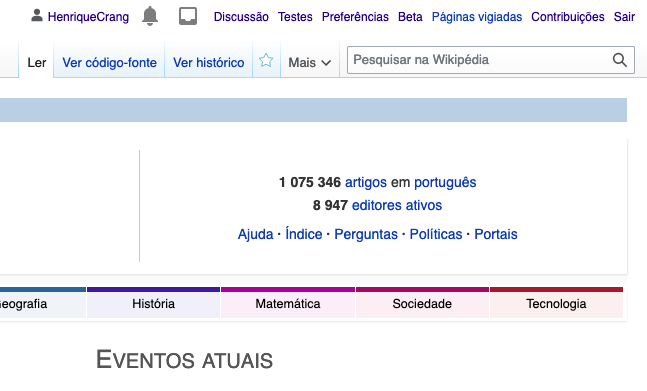 HenriqueCrang Discussão Testes Preferências Beta Páginas vigiadas Contribuições Sair
Ler Ver código-fonte Ver histórico Mais Pesquisar na Wikipédia
1 075 346 artigos em português
8 947 editores ativos
Ajuda · Índice · Perguntas · Políticas · Portais
eografia História Matemática Sociedade Tecnologia
Eventos atuais